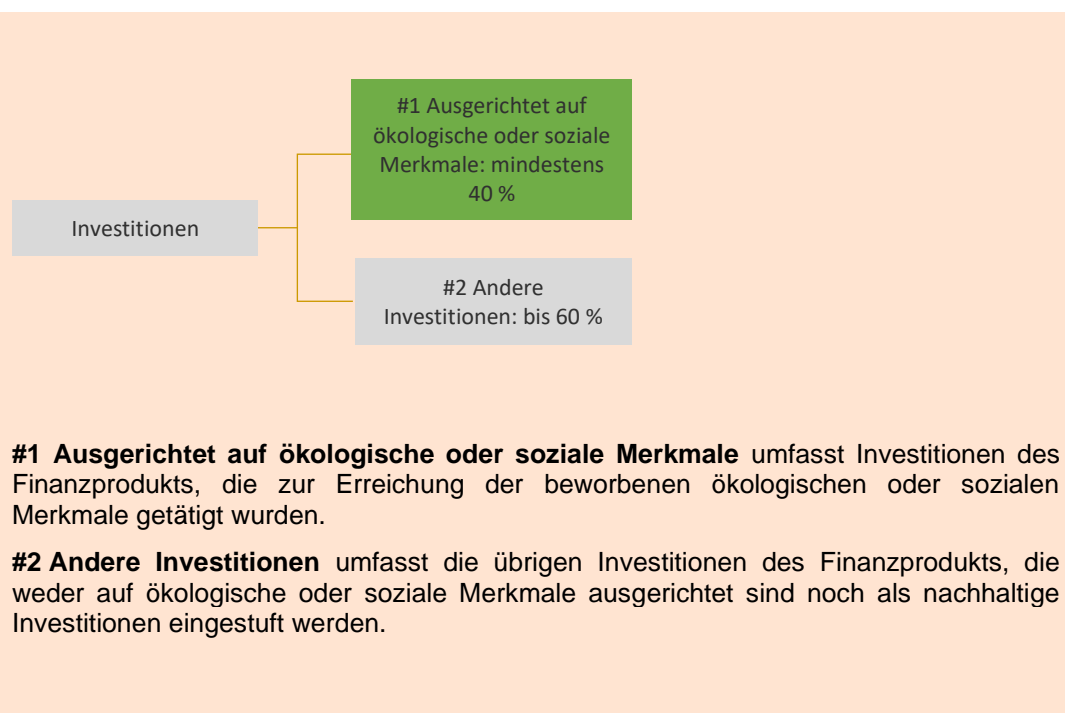 #1 Ausgerichtet auf
ökologische oder soziale
Merkmale: mindestens
40 %
Investitionen
#2 Andere
Investitionen: bis 60 %
#1 Ausgerichtet auf ökologische oder soziale Merkmale umfasst Investitionen des
Finanzprodukts, die zur Erreichung der beworbenen ökologischen oder sozialen
Merkmale getätigt wurden.
#2 Andere Investitionen umfasst die übrigen Investitionen des Finanzprodukts, die
weder auf ökologische oder soziale Merkmale ausgerichtet sind noch als nachhaltige
Investitionen eingestuft werden.